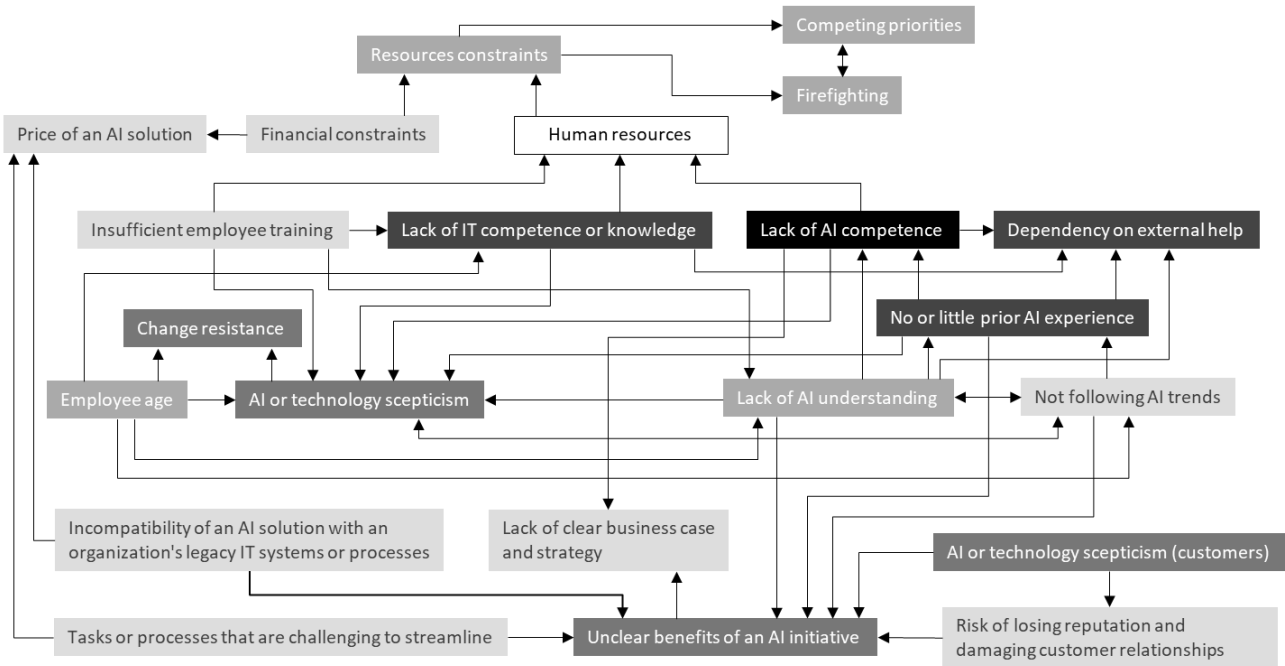 Competing priorities
Resources constraints
Firefighting
Price of an AI solution
Financial constraints
Human resources
Insufficient employee training
Lack of IT competence or knowledge
Lack of AI competence
Dependency on external help
Change resistance
No or little prior AI experience
Employee age
AI or technology scepticism
Lack of AI understanding
Not following AI trends
Incompatibility of an AI solution with an
organization's legacy IT systems or processes
Lack of clear business case
and strategy
AI or technology scepticism (customers)
Tasks or processes that are challenging to streamline
Unclear benefits of an AI initiative
Risk of losing reputation and
damaging customer relationships